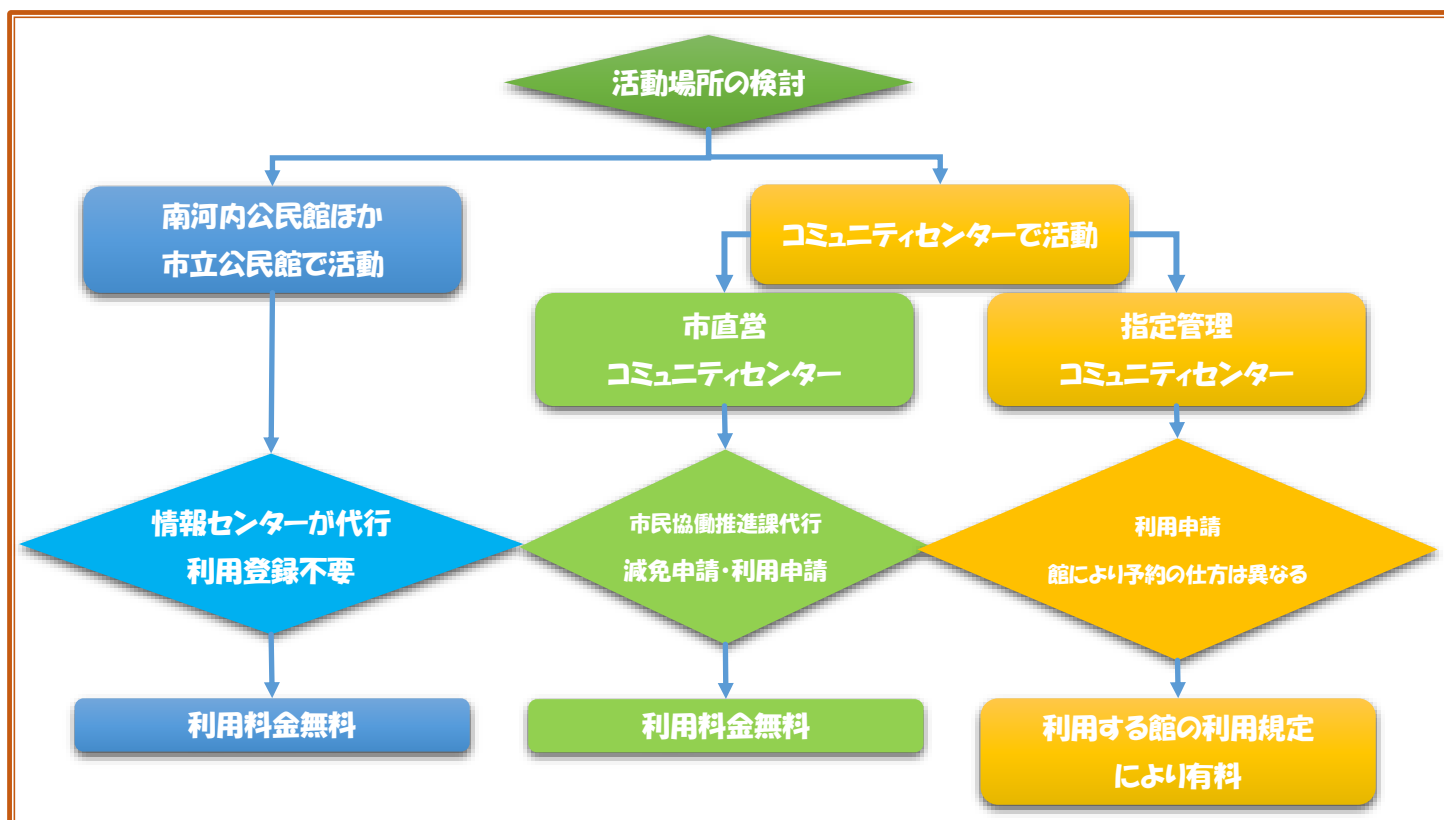 活動場所の検討
南河内公民館ほか
市立公民館で活動
コミュニティセンターで活動
市直営
コミュニティセンター
指定管理
コミュニティセンター
情報センターが代行
利用登録不要
市民協働推進課代行
減免申請・利用申請
利用申請
館により予約の仕方は異なる
利用料金無料
利用料金無料
利用する館の利用規定
により有料